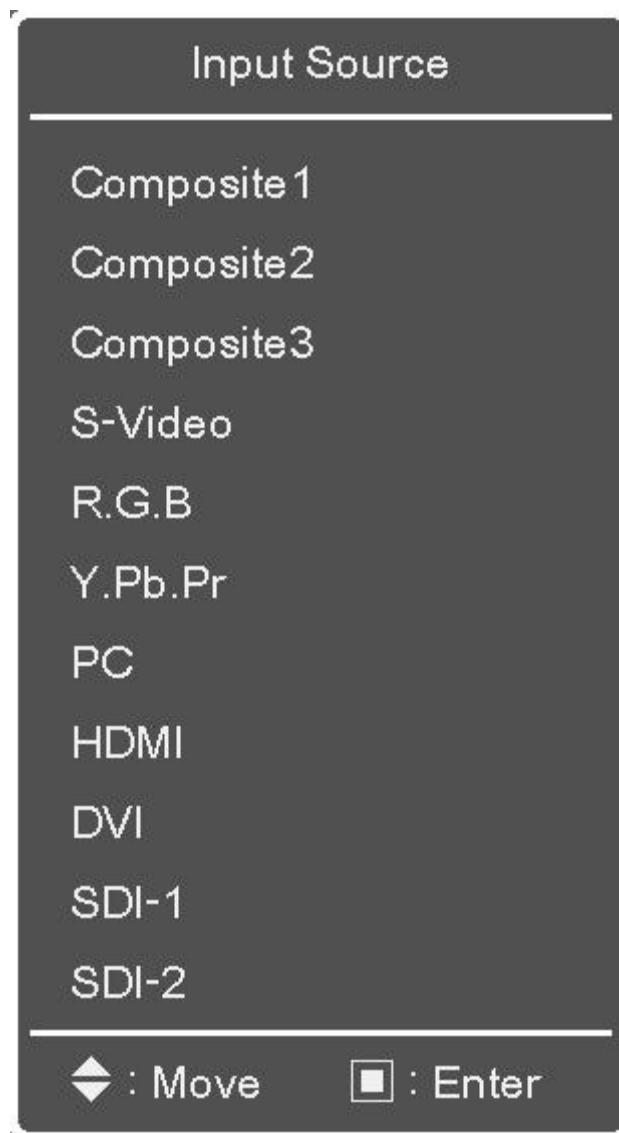 Input Source
Composite1
Composite2
Composite3
S-Video
R.G.B
Y.Pb.Pr
PC
HDMI
DVI
SDI-1
SDI-2
: Move : Enter